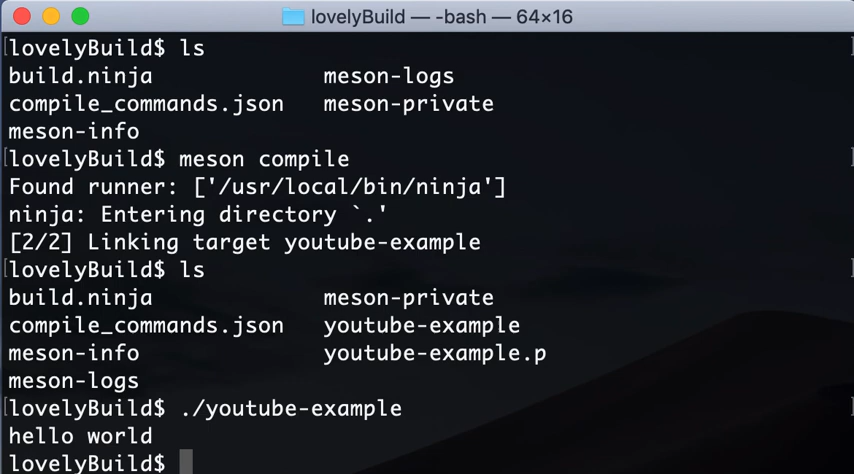 lovelyBuild — -bash — 64×16
[lovelyBuild$ ls ]
build.ninja meson-logs
compile_commands.json meson-private
meson-info
[lovelyBuild$ meson compile ]
Found runner: ['/usr/local/bin/ninja']
ninja: Entering directory `.'
[2/2] Linking target youtube-example
[lovelyBuild$ ls ]
build.ninja meson-private
compile_commands.json youtube-example
meson-info youtube-example.p
meson-logs
[lovelyBuild$ ./youtube-example ]
hello world
lovelyBuild$